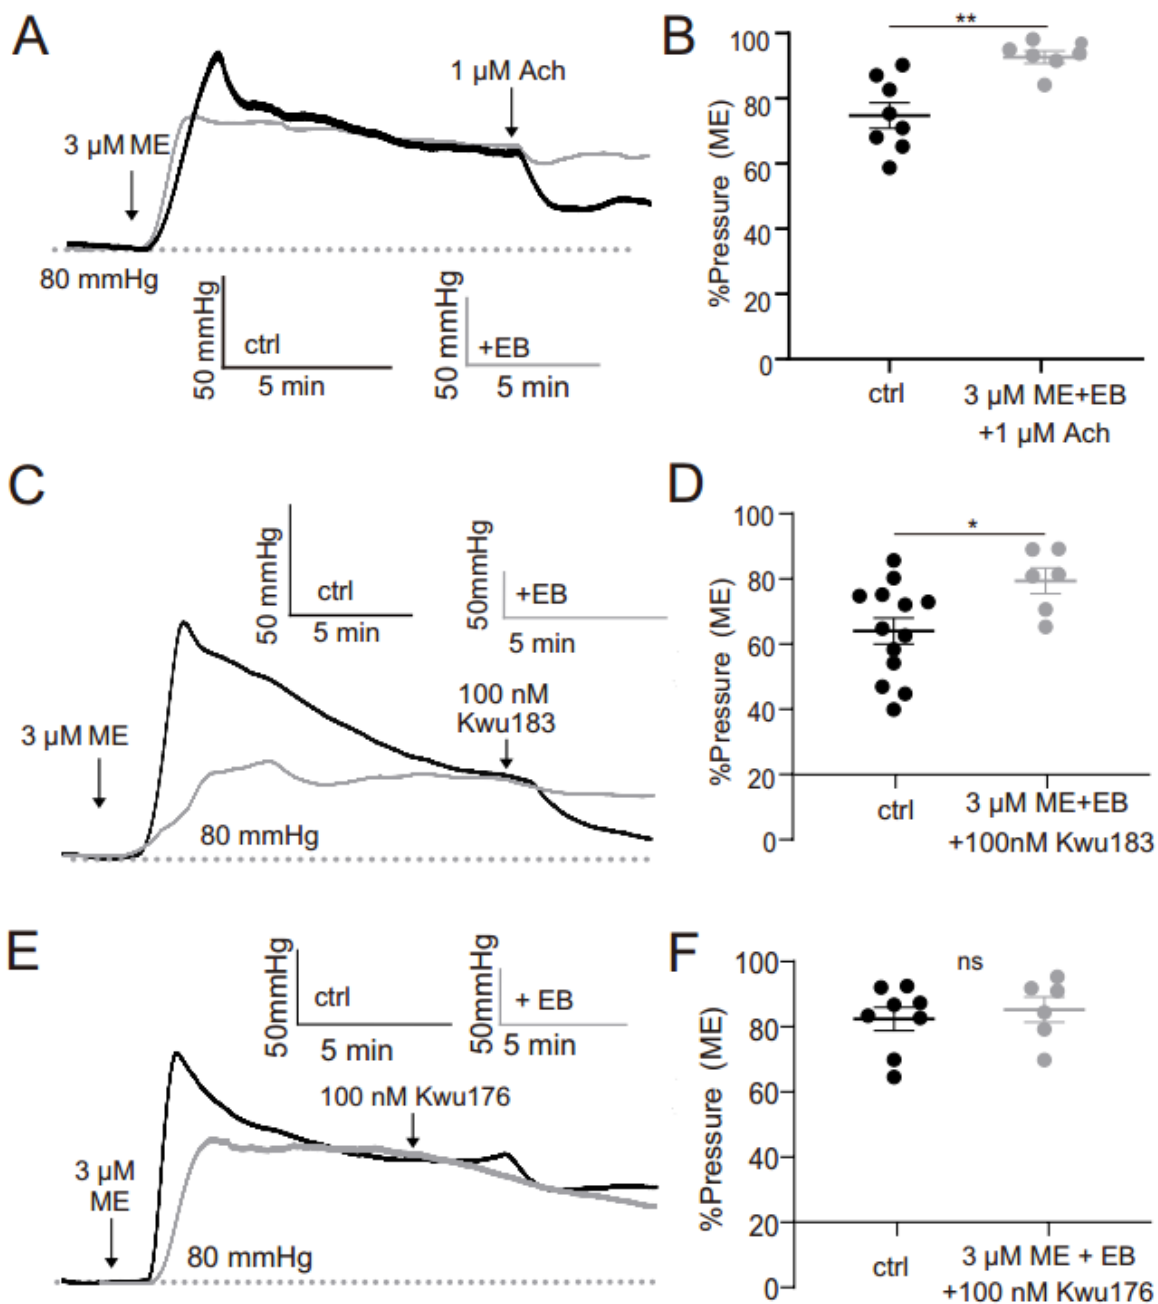 A
3 µM ME
1 µM Ach
80 mmHg
50 mmHg
ctrl
5 min
50 mmHg
+EB
5 min
B
**
%Pressure (ME)
100
80
60
40
20
0
ctrl
3 µM ME+EB
+1 µM Ach
C
50 mmHg
ctrl
5 min
50mmHg
+EB
5 min
3 µM ME
100 nM
Kwu183
80 mmHg
D
*
%Pressure (ME)
100
80
60
40
20
0
ctrl
3 µM ME+EB
+100nM Kwu183
E
50mmHg
ctrl
5 min
50mmHg
+ EB
5 min
100 nM Kwu176
3 µM
ME
80 mmHg
F
ns
%Pressure (ME)
100
80
60
40
20
0
ctrl
3 µM ME + EB
+100 nM Kwu176